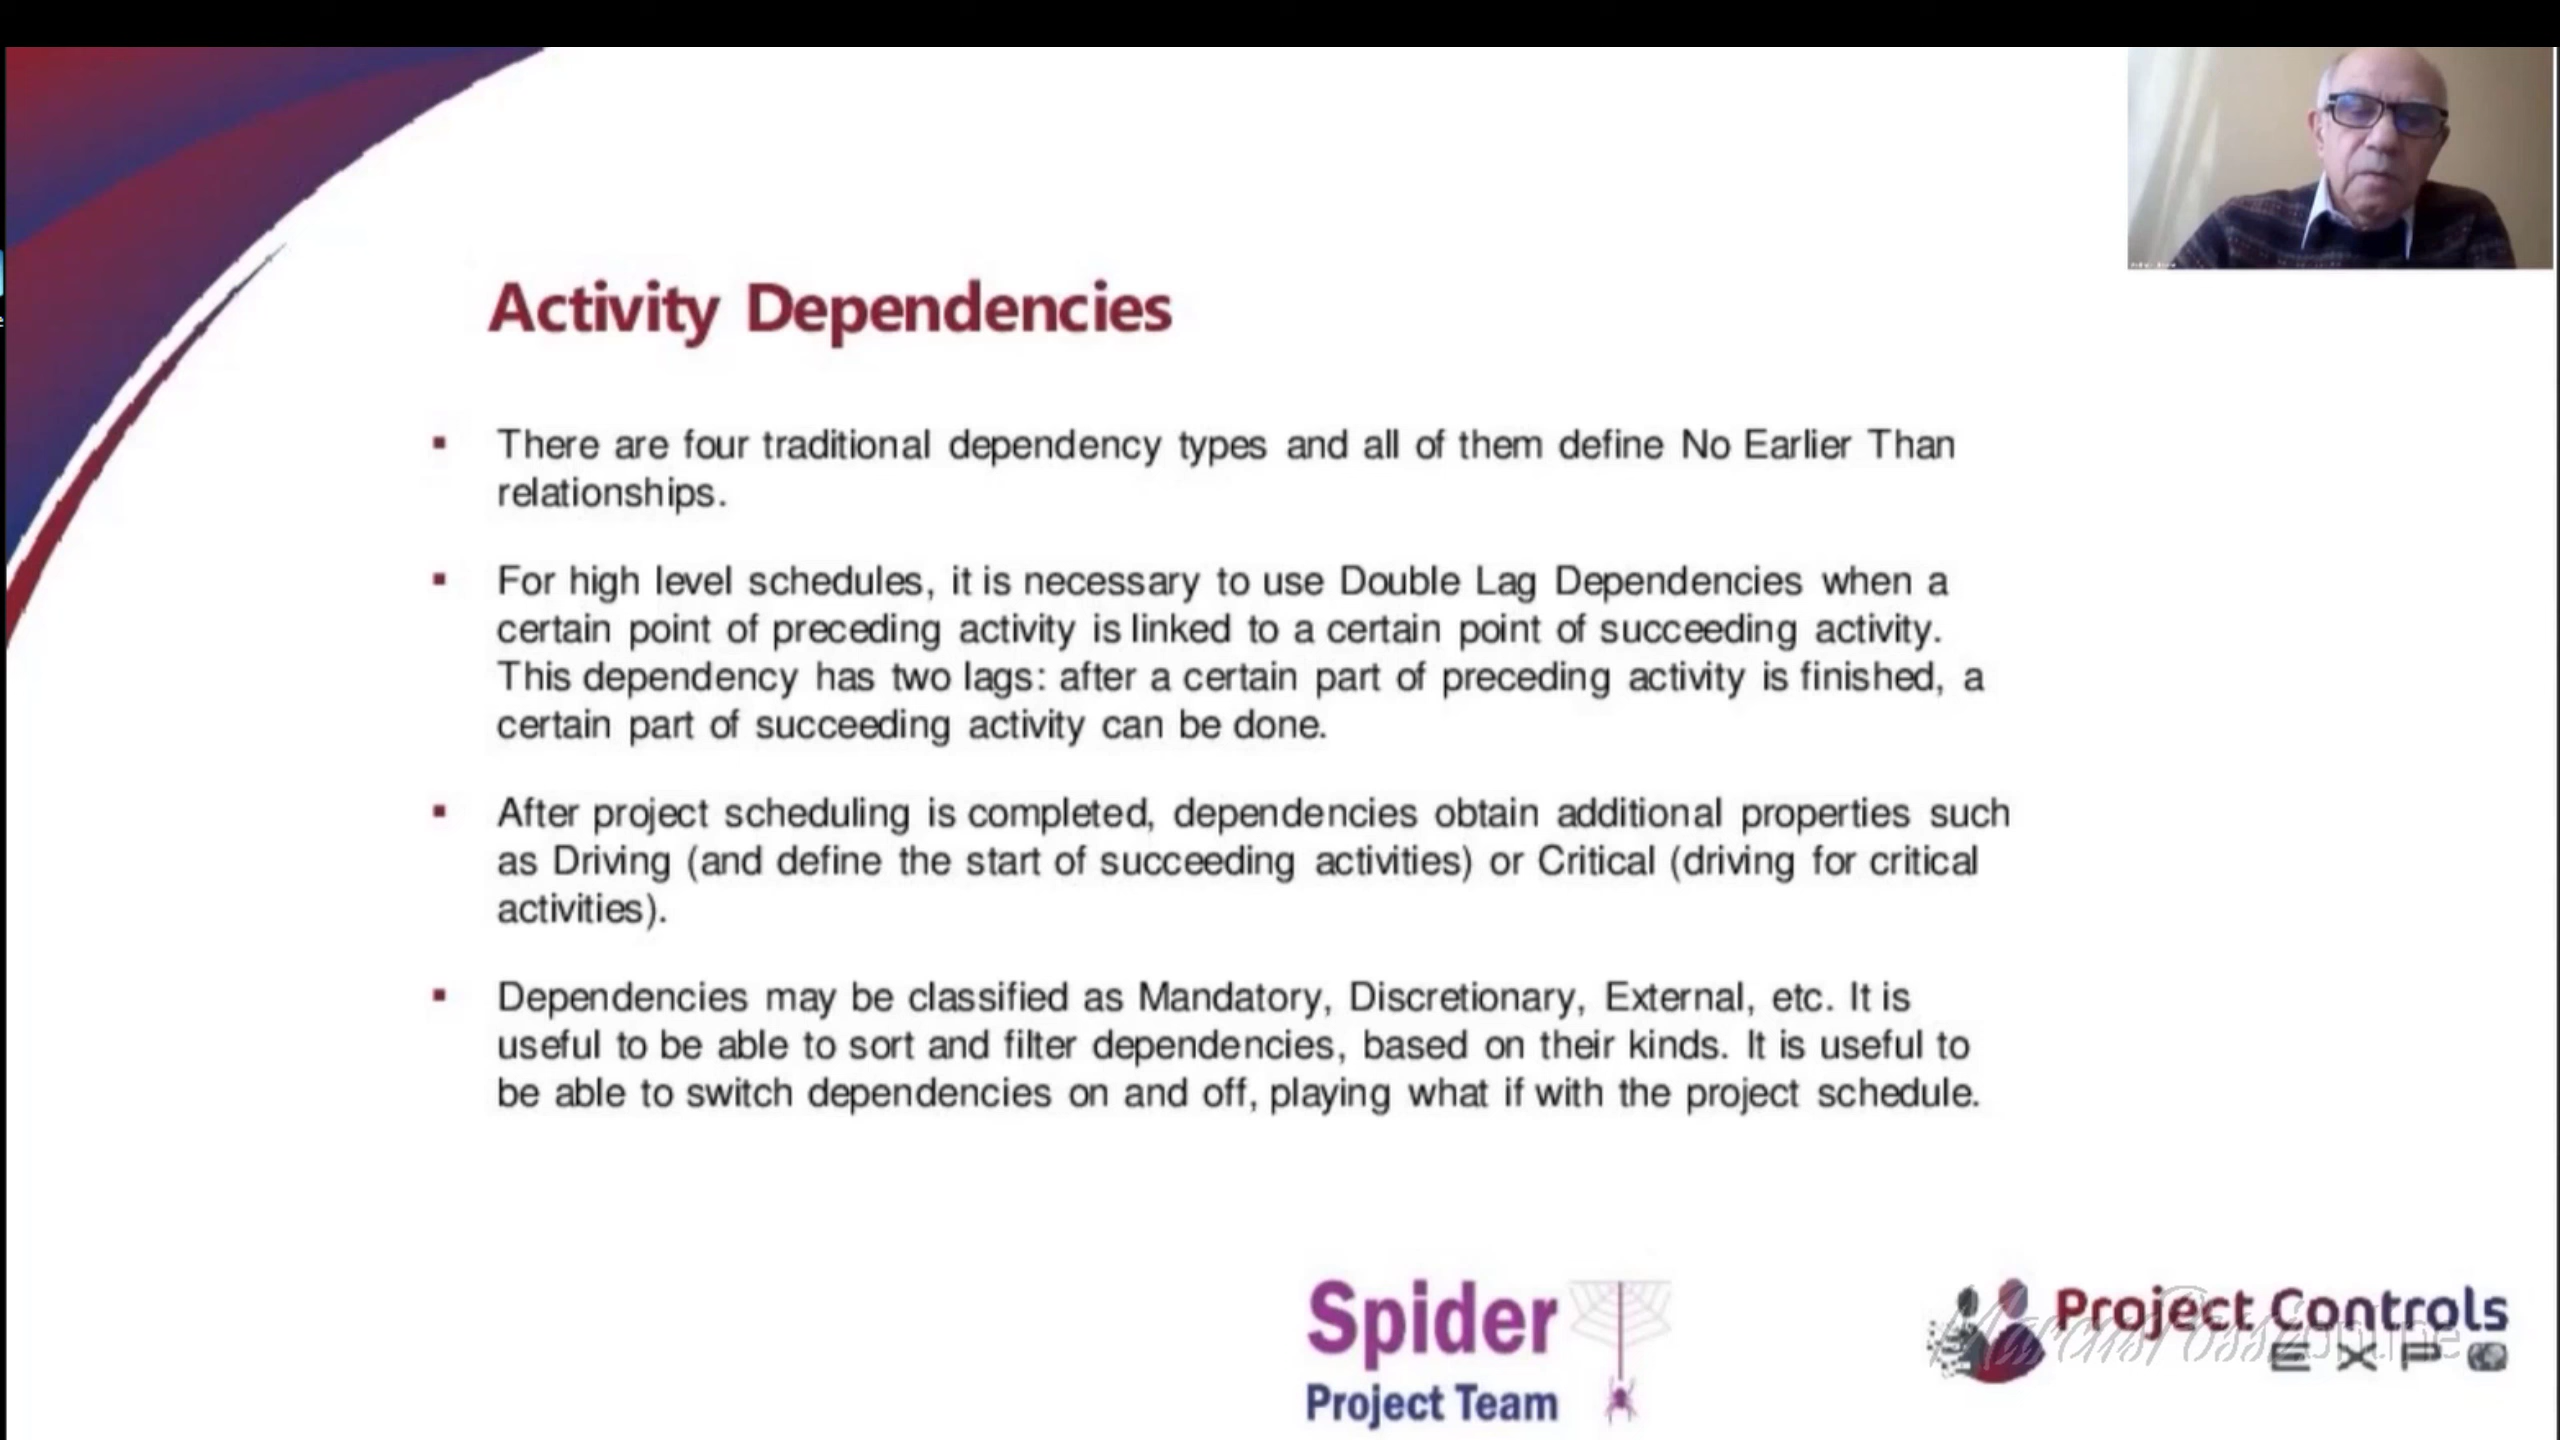 Activity Dependencies
▪ There are four traditional dependency types and all of them define No Earlier Than
relationships.
▪ For high level schedules, it is necessary to use Double Lag Dependencies when a
certain point of preceding activity is linked to a certain point of succeeding activity.
This dependency has two lags: after a certain part of preceding activity is finished, a
certain part of succeeding activity can be done.
▪ After project scheduling is completed, dependencies obtain additional properties such
as Driving (and define the start of succeeding activities) or Critical (driving for critical
activities).
▪ Dependencies may be classified as Mandatory, Discretionary, External, etc. It is
useful to be able to sort and filter dependencies, based on their kinds. It is useful to
be able to switch dependencies on and off, playing what if with the project schedule.
Spider
Project Team
Project Controls
EXPO